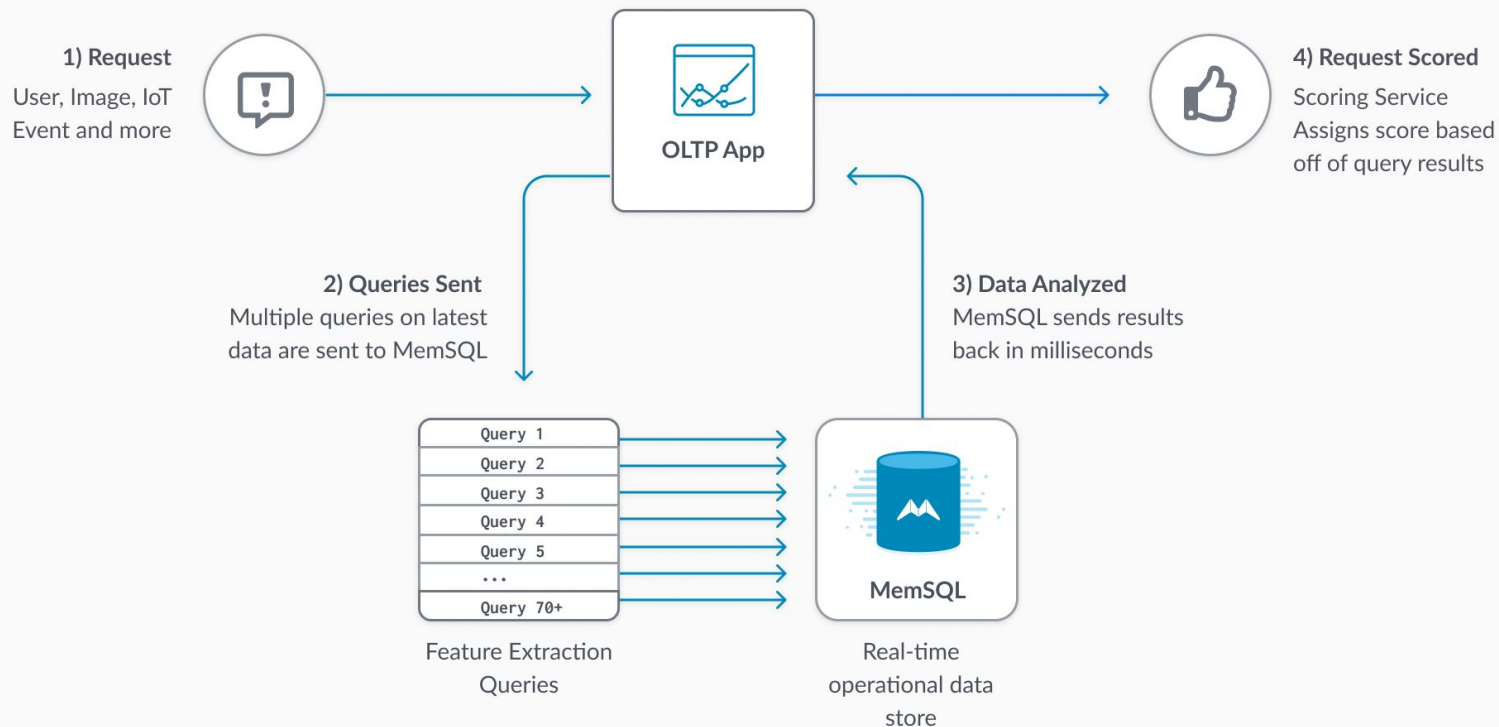 1) Request
User, Image, IoT
Event and more
OLTP App
4) Request Scored
Scoring Service
Assigns score based
off of query results
2) Queries Sent
Multiple queries on latest
data are sent to MemSQL
3) Data Analyzed
MemSQL sends results
back in milliseconds
Query 1
Query 2
Query 3
Query 4
Query 5
...
Query 70+
Feature Extraction
Queries
MemSQL
Real-time
operational data
store